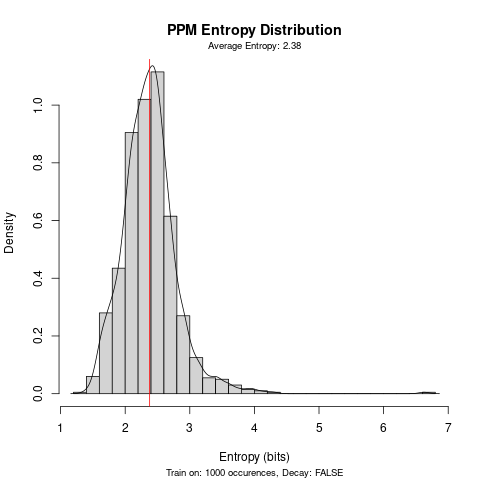 PPM Entropy Distribution
Average Entropy: 2.38
Density
1.0
0.8
0.6
0.4
0.2
0.0
1 2 3 4 5 6 7
Entropy (bits)
Train on: 1000 occurences, Decay: FALSE